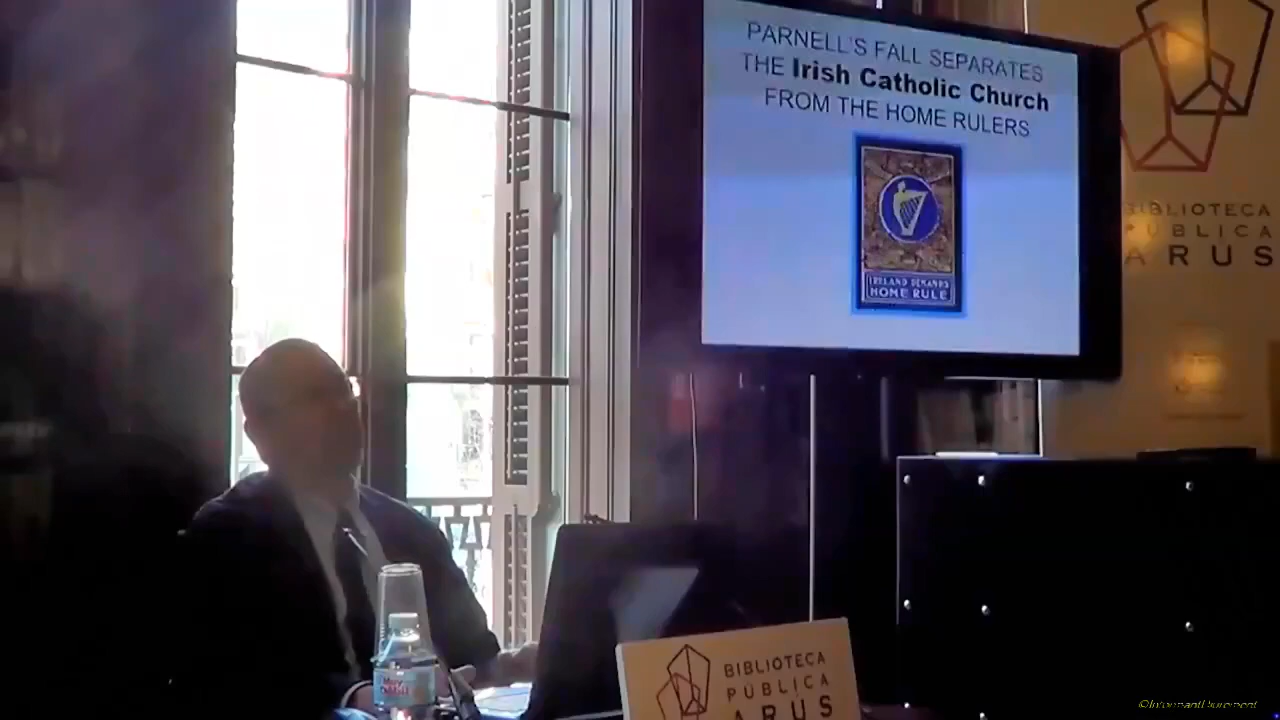 PARNELL'S FALL SEPARATES
THE Irish Catholic Church
FROM THE HOME RULERS
IRELAND DEMANDS
HOME RULE
BIBLIOTECA
PÚBLICA
ARUS
BIBLIOTECA
PÚBLICA
ARUS